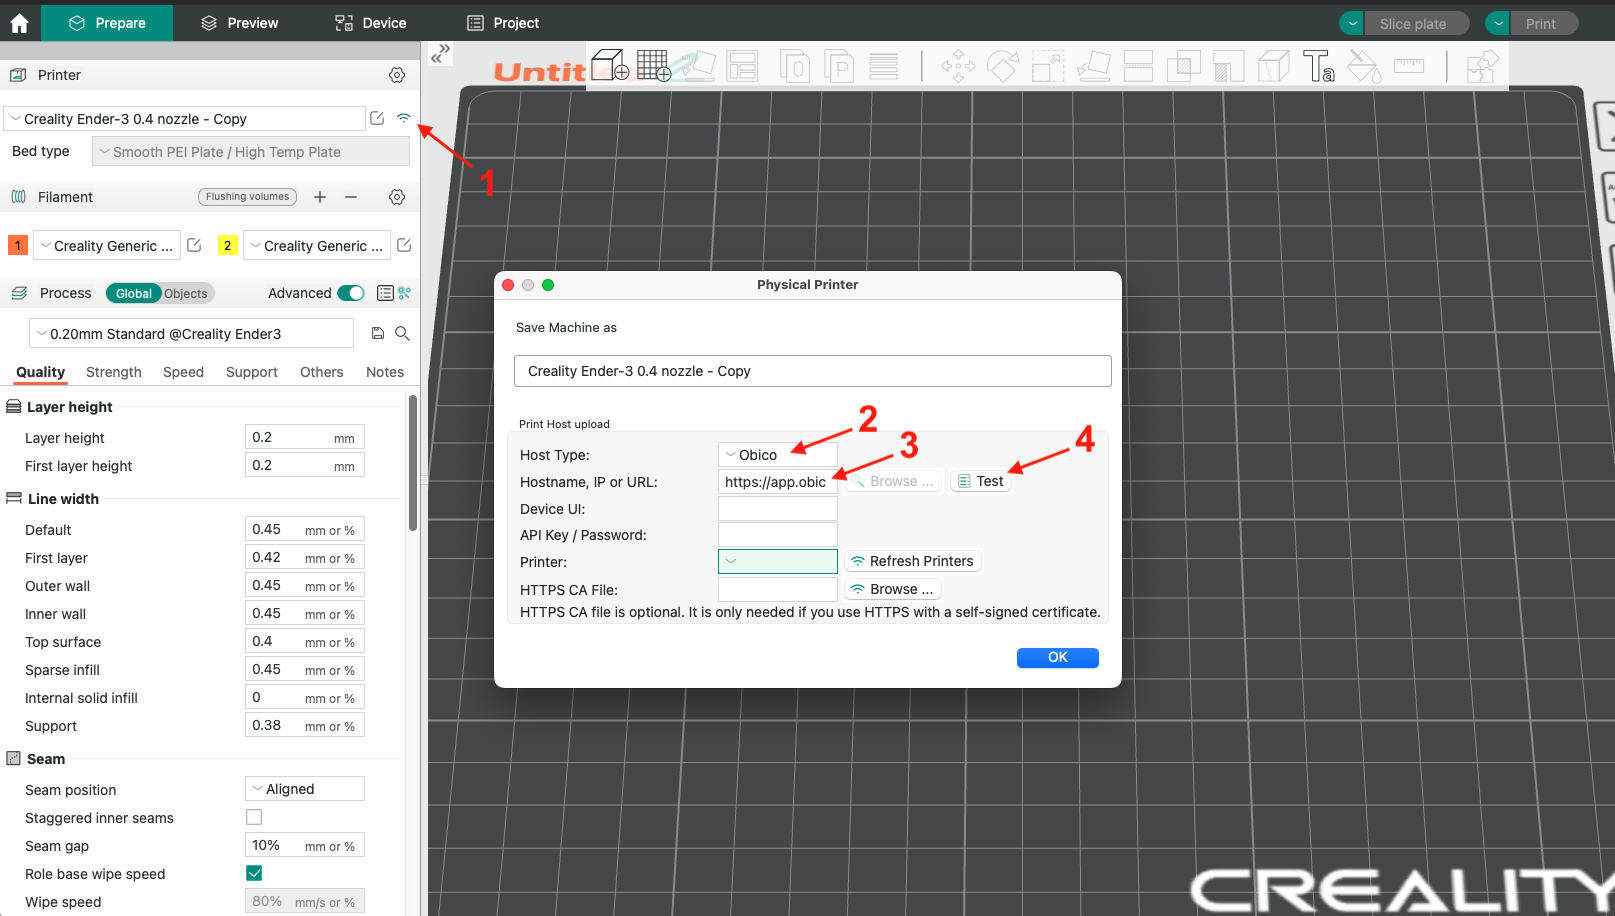 Prepare
Preview
Device
Project
Slice plate
Print
Printer
Creality Ender-3 0.4 nozzle - Copy
Bed type
Smooth PEI Plate / High Temp Plate
1
Filament
Flushing volumes
1
Creality Generic ...
2
Creality Generic ...
Process
Global
Objects
Advanced
0.20mm Standard @Creality Ender3
Quality
Strength
Speed
Support
Others
Notes
Layer height
Layer height
0.2 mm
First layer height
0.2 mm
Line width
Default
0.45 mm or %
First layer
0.42 mm or %
Outer wall
0.45 mm or %
Inner wall
0.45 mm or %
Top surface
0.4 mm or %
Sparse infill
0.45 mm or %
Internal solid infill
0 mm or %
Support
0.38 mm or %
Seam
Seam position
Aligned
Staggered inner seams
Seam gap
10% mm or %
Role base wipe speed
Wipe speed
80% mm/s or %
Physical Printer
Save Machine as
Creality Ender-3 0.4 nozzle - Copy
Print Host upload
2
3
4
Host Type:
Obico
Hostname, IP or URL:
https://app.obic
Browse ...
Test
Device UI:
API Key / Password:
Printer:
Refresh Printers
HTTPS CA File:
Browse ...
HTTPS CA file is optional. It is only needed if you use HTTPS with a self-signed certificate.
OK
Ta
CREALITY